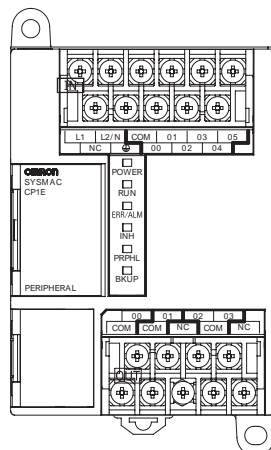 IN
L1 L2/N COM 01 03 05
NC 00 02 04
OMRON
SYSMAC
CP1E
POWER
RUN
ERR/ALM
INH
PRPHL
BKUP
PERIPHERAL
00 01 02 03
COM COM NC COM NC
OUT